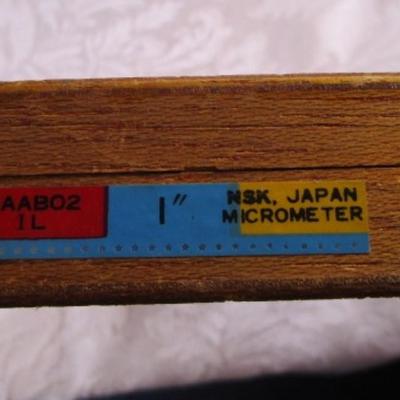 AAB02
1L
1"
NSK, JAPAN
MICROMETER